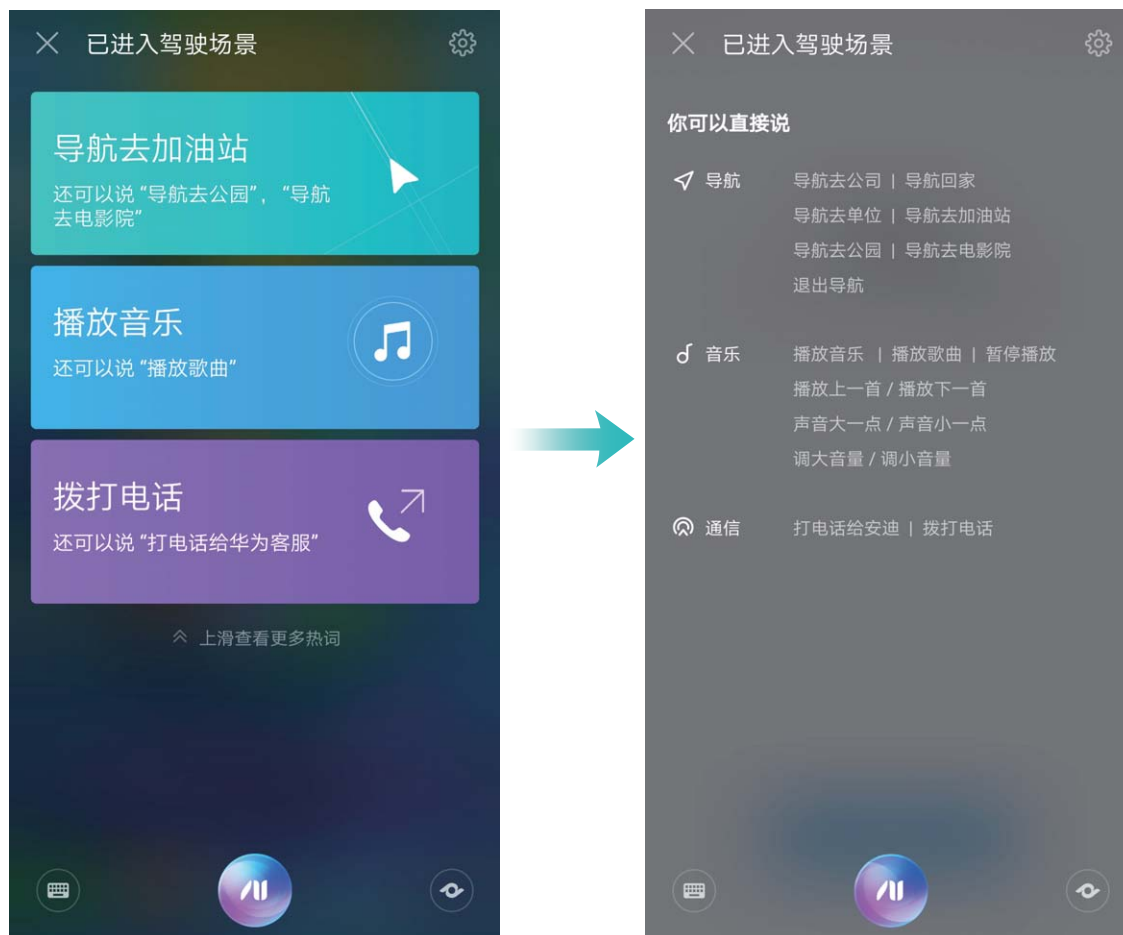 已进入驾驶场景
导航去加油站
还可以说“导航去公园”，“导航
去电影院”
播放音乐
还可以说“播放歌曲”
拨打电话
还可以说“打电话给华为客服”
上滑查看更多热词
已进入驾驶场景
你可以直接说
导航 导航去公司 | 导航回家
导航去单位 | 导航去加油站
导航去公园 | 导航去电影院
退出导航
音乐 播放音乐 | 播放歌曲 | 暂停播放
播放上一首 / 播放下一首
声音大一点 / 声音小一点
调大音量 / 调小音量
通信 打电话给安迪 | 拨打电话